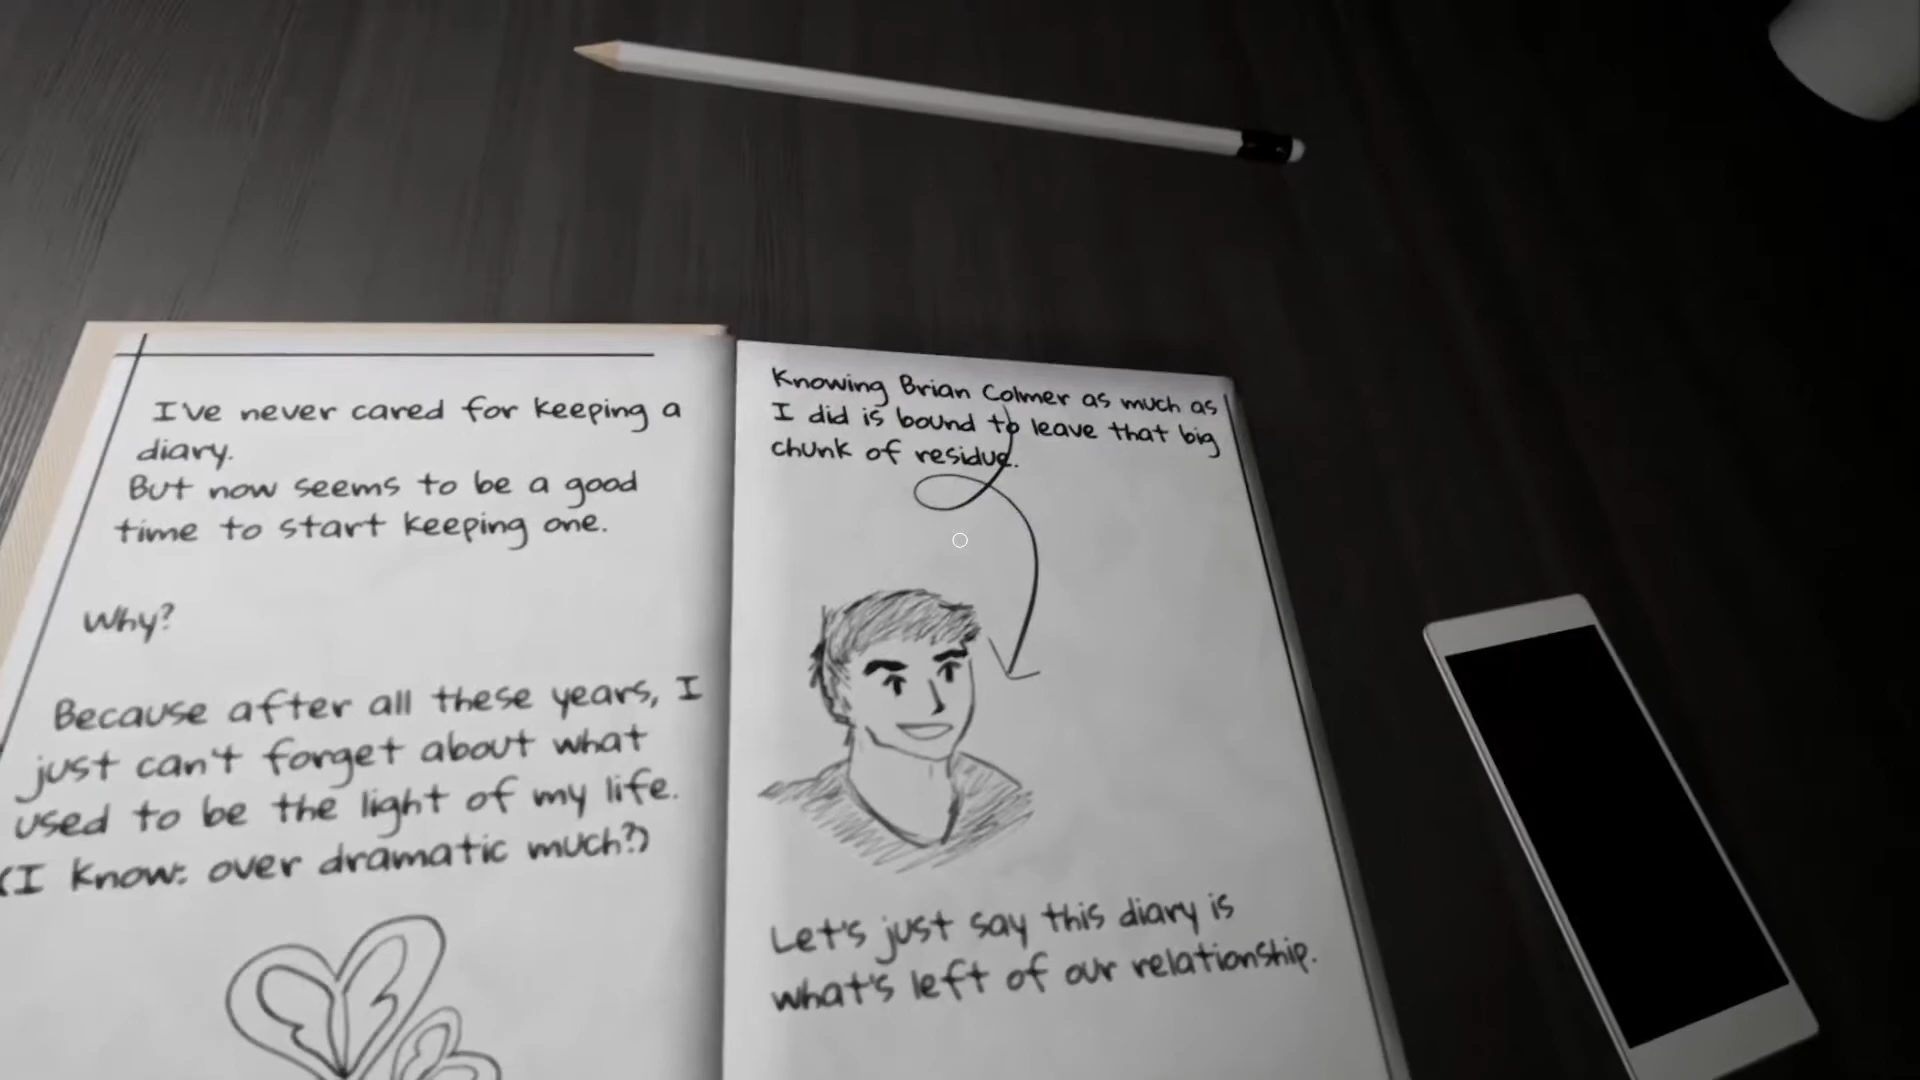 I've never cared for keeping a
diary.
But now seems to be a good
time to start keeping one.
Why?
Because after all these years, I
just can't forget about what
used to be the light of my life.
(I know: over dramatic much?)
Knowing Brian Colmer as much as
I did is bound to leave that big
chunk of residue.
Let's just say this diary is
what's left of our relationship.